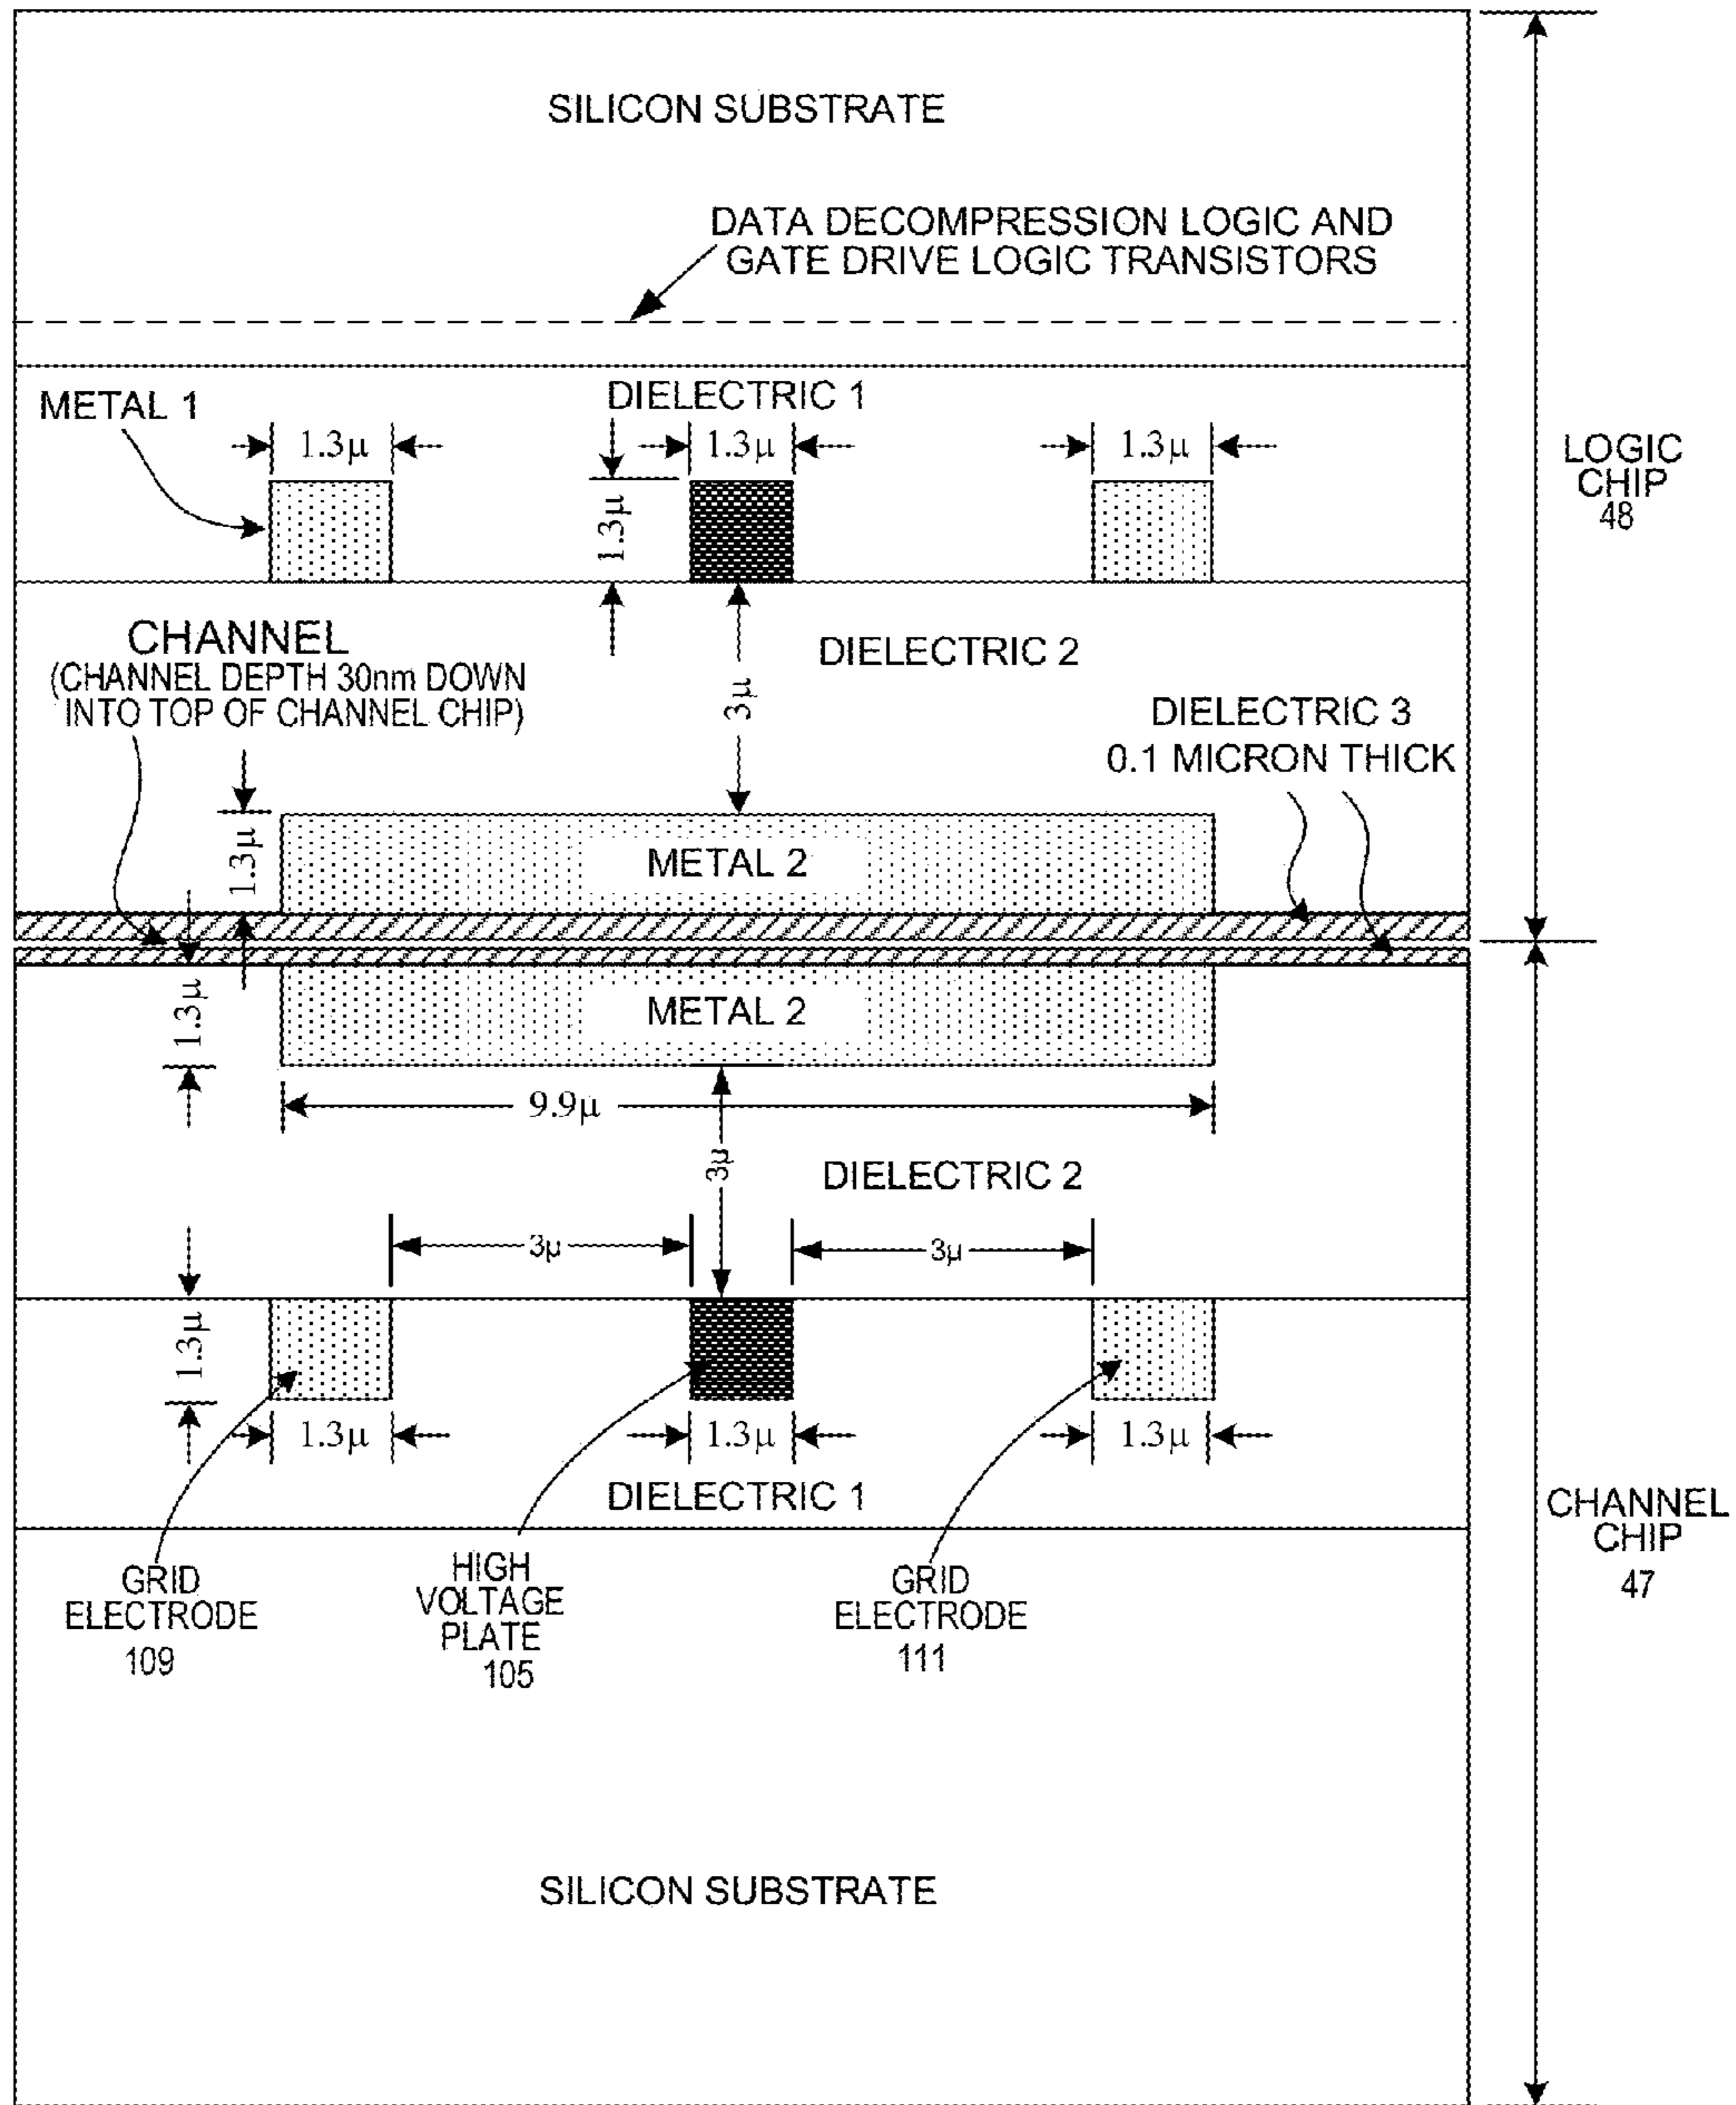 SILICON SUBSTRATE
DATA DECOMPRESSION LOGIC AND
GATE DRIVE LOGIC TRANSISTORS
METAL 1
DIELECTRIC 1
1.3μ
1.3μ
1.3μ
1.3μ
LOGIC
CHIP
48
CHANNEL
(CHANNEL DEPTH 30nm DOWN
INTO TOP OF CHANNEL CHIP)
DIELECTRIC 2
3μ
DIELECTRIC 3
0.1 MICRON THICK
1.3μ
METAL 2
1.3μ
METAL 2
9.9μ
3μ
DIELECTRIC 2
3μ
3μ
1.3μ
1.3μ
1.3μ
1.3μ
DIELECTRIC 1
CHANNEL
CHIP
47
GRID
ELECTRODE
109
HIGH
VOLTAGE
PLATE
105
GRID
ELECTRODE
111
SILICON SUBSTRATE